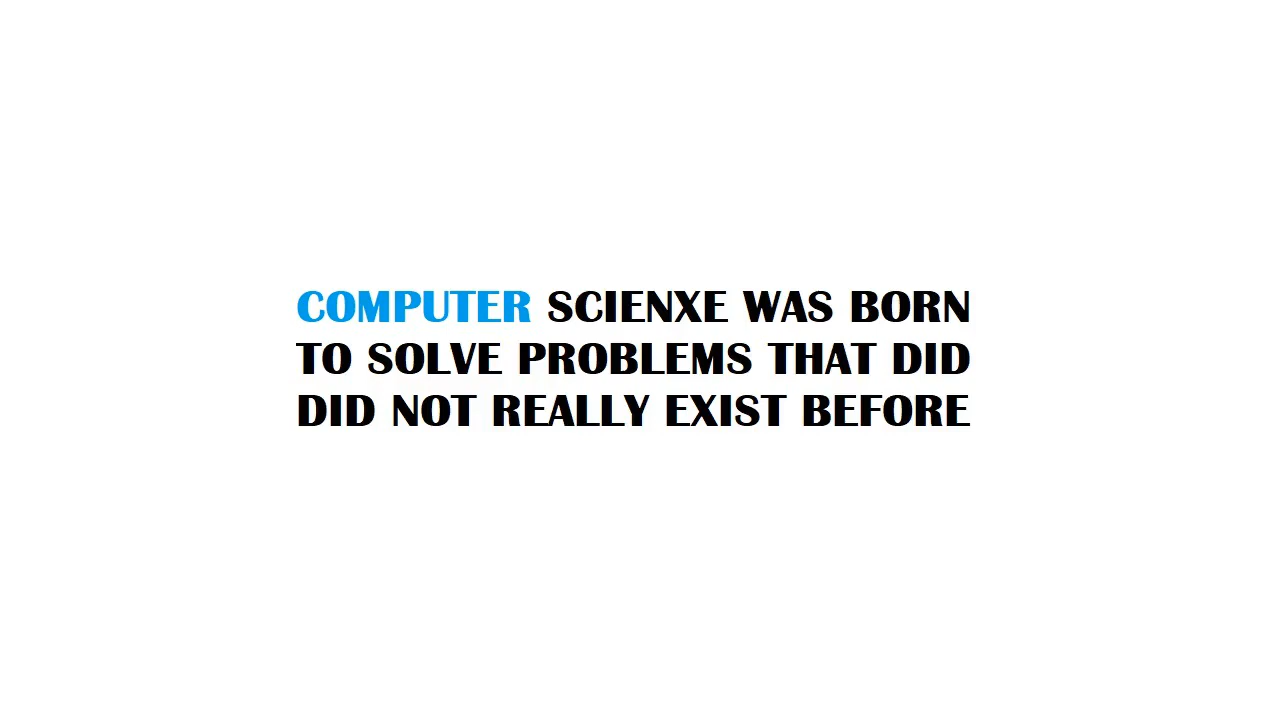 COMPUTER SCIENXE WAS BORN
TO SOLVE PROBLEMS THAT DID
DID NOT REALLY EXIST BEFORE